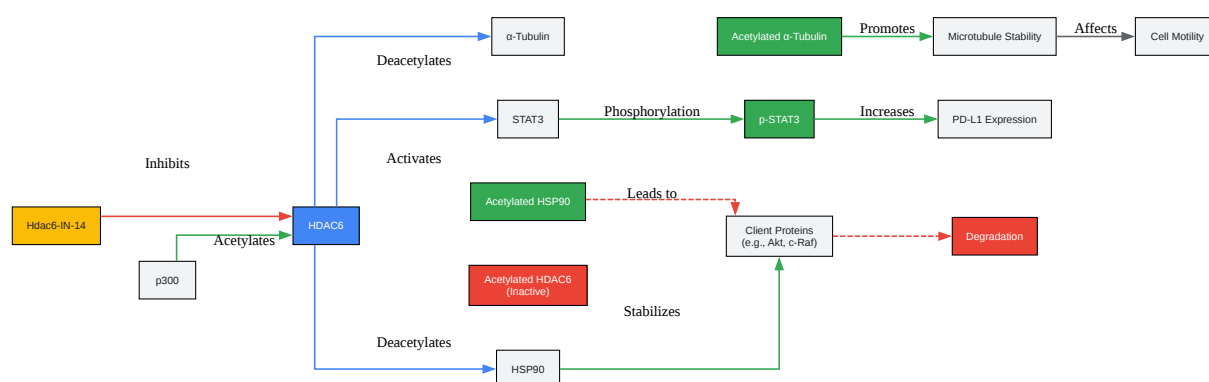 α-Tubulin
Acetylated α-Tubulin
Promotes
Microtubule Stability
Affects
Cell Motility
Deacetylates
STAT3
Phosphorylation
p-STAT3
Increases
PD-L1 Expression
Activates
Inhibits
Acetylated HSP90
Leads to
Hdac6-IN-14
HDAC6
Acetylates
Client Proteins
(e.g., Akt, c-Raf)
Degradation
p300
Acetylated HDAC6
(Inactive)
Stabilizes
Deacetylates
HSP90